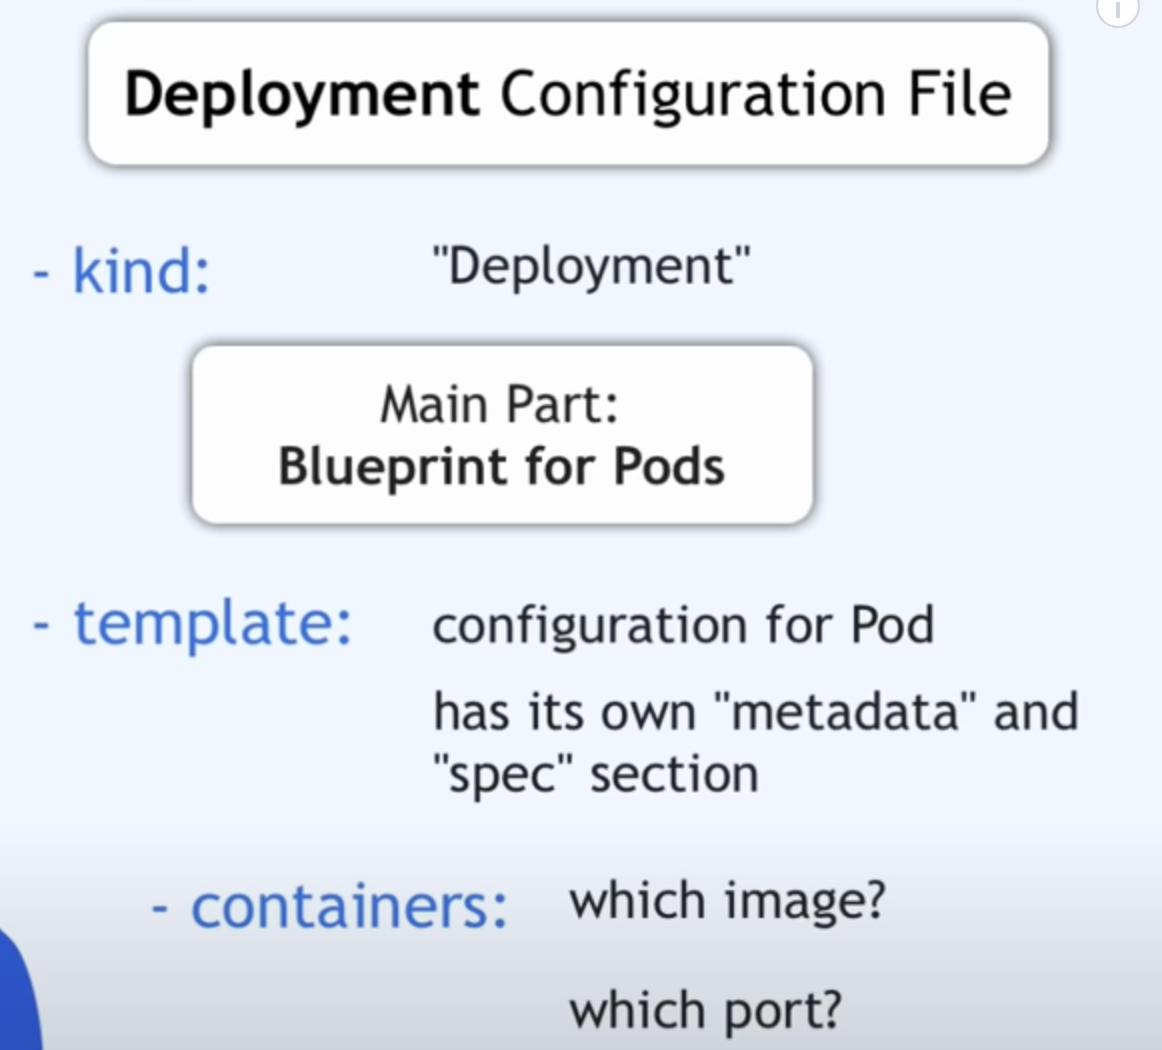 Deployment Configuration File
- kind: "Deployment"
Main Part:
Blueprint for Pods
- template: configuration for Pod
has its own "metadata" and
"spec" section
- containers: which image?
which port?